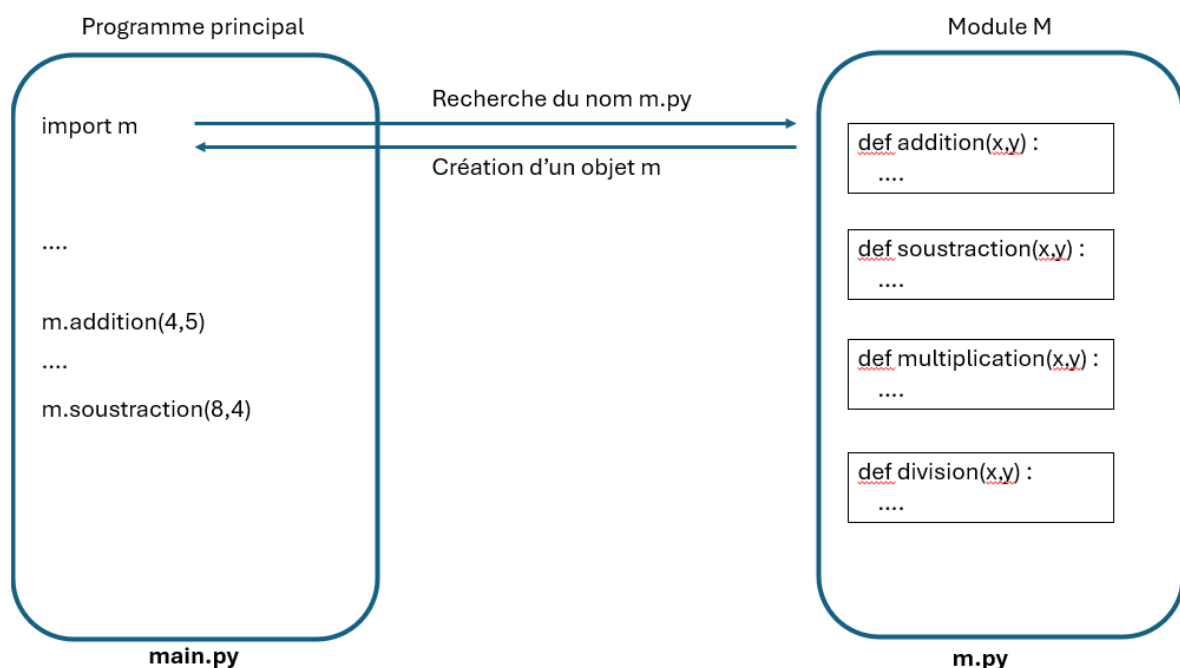 Programme principal
import m
....
m.addition(4,5)
....
m.soustraction(8,4)
main.py
Recherche du nom m.py
Création d’un objet m
Module M
def addition(x,y) :
....
def soustraction(x,y) :
....
def multiplication(x,y) :
....
def division(x,y) :
....
m.py